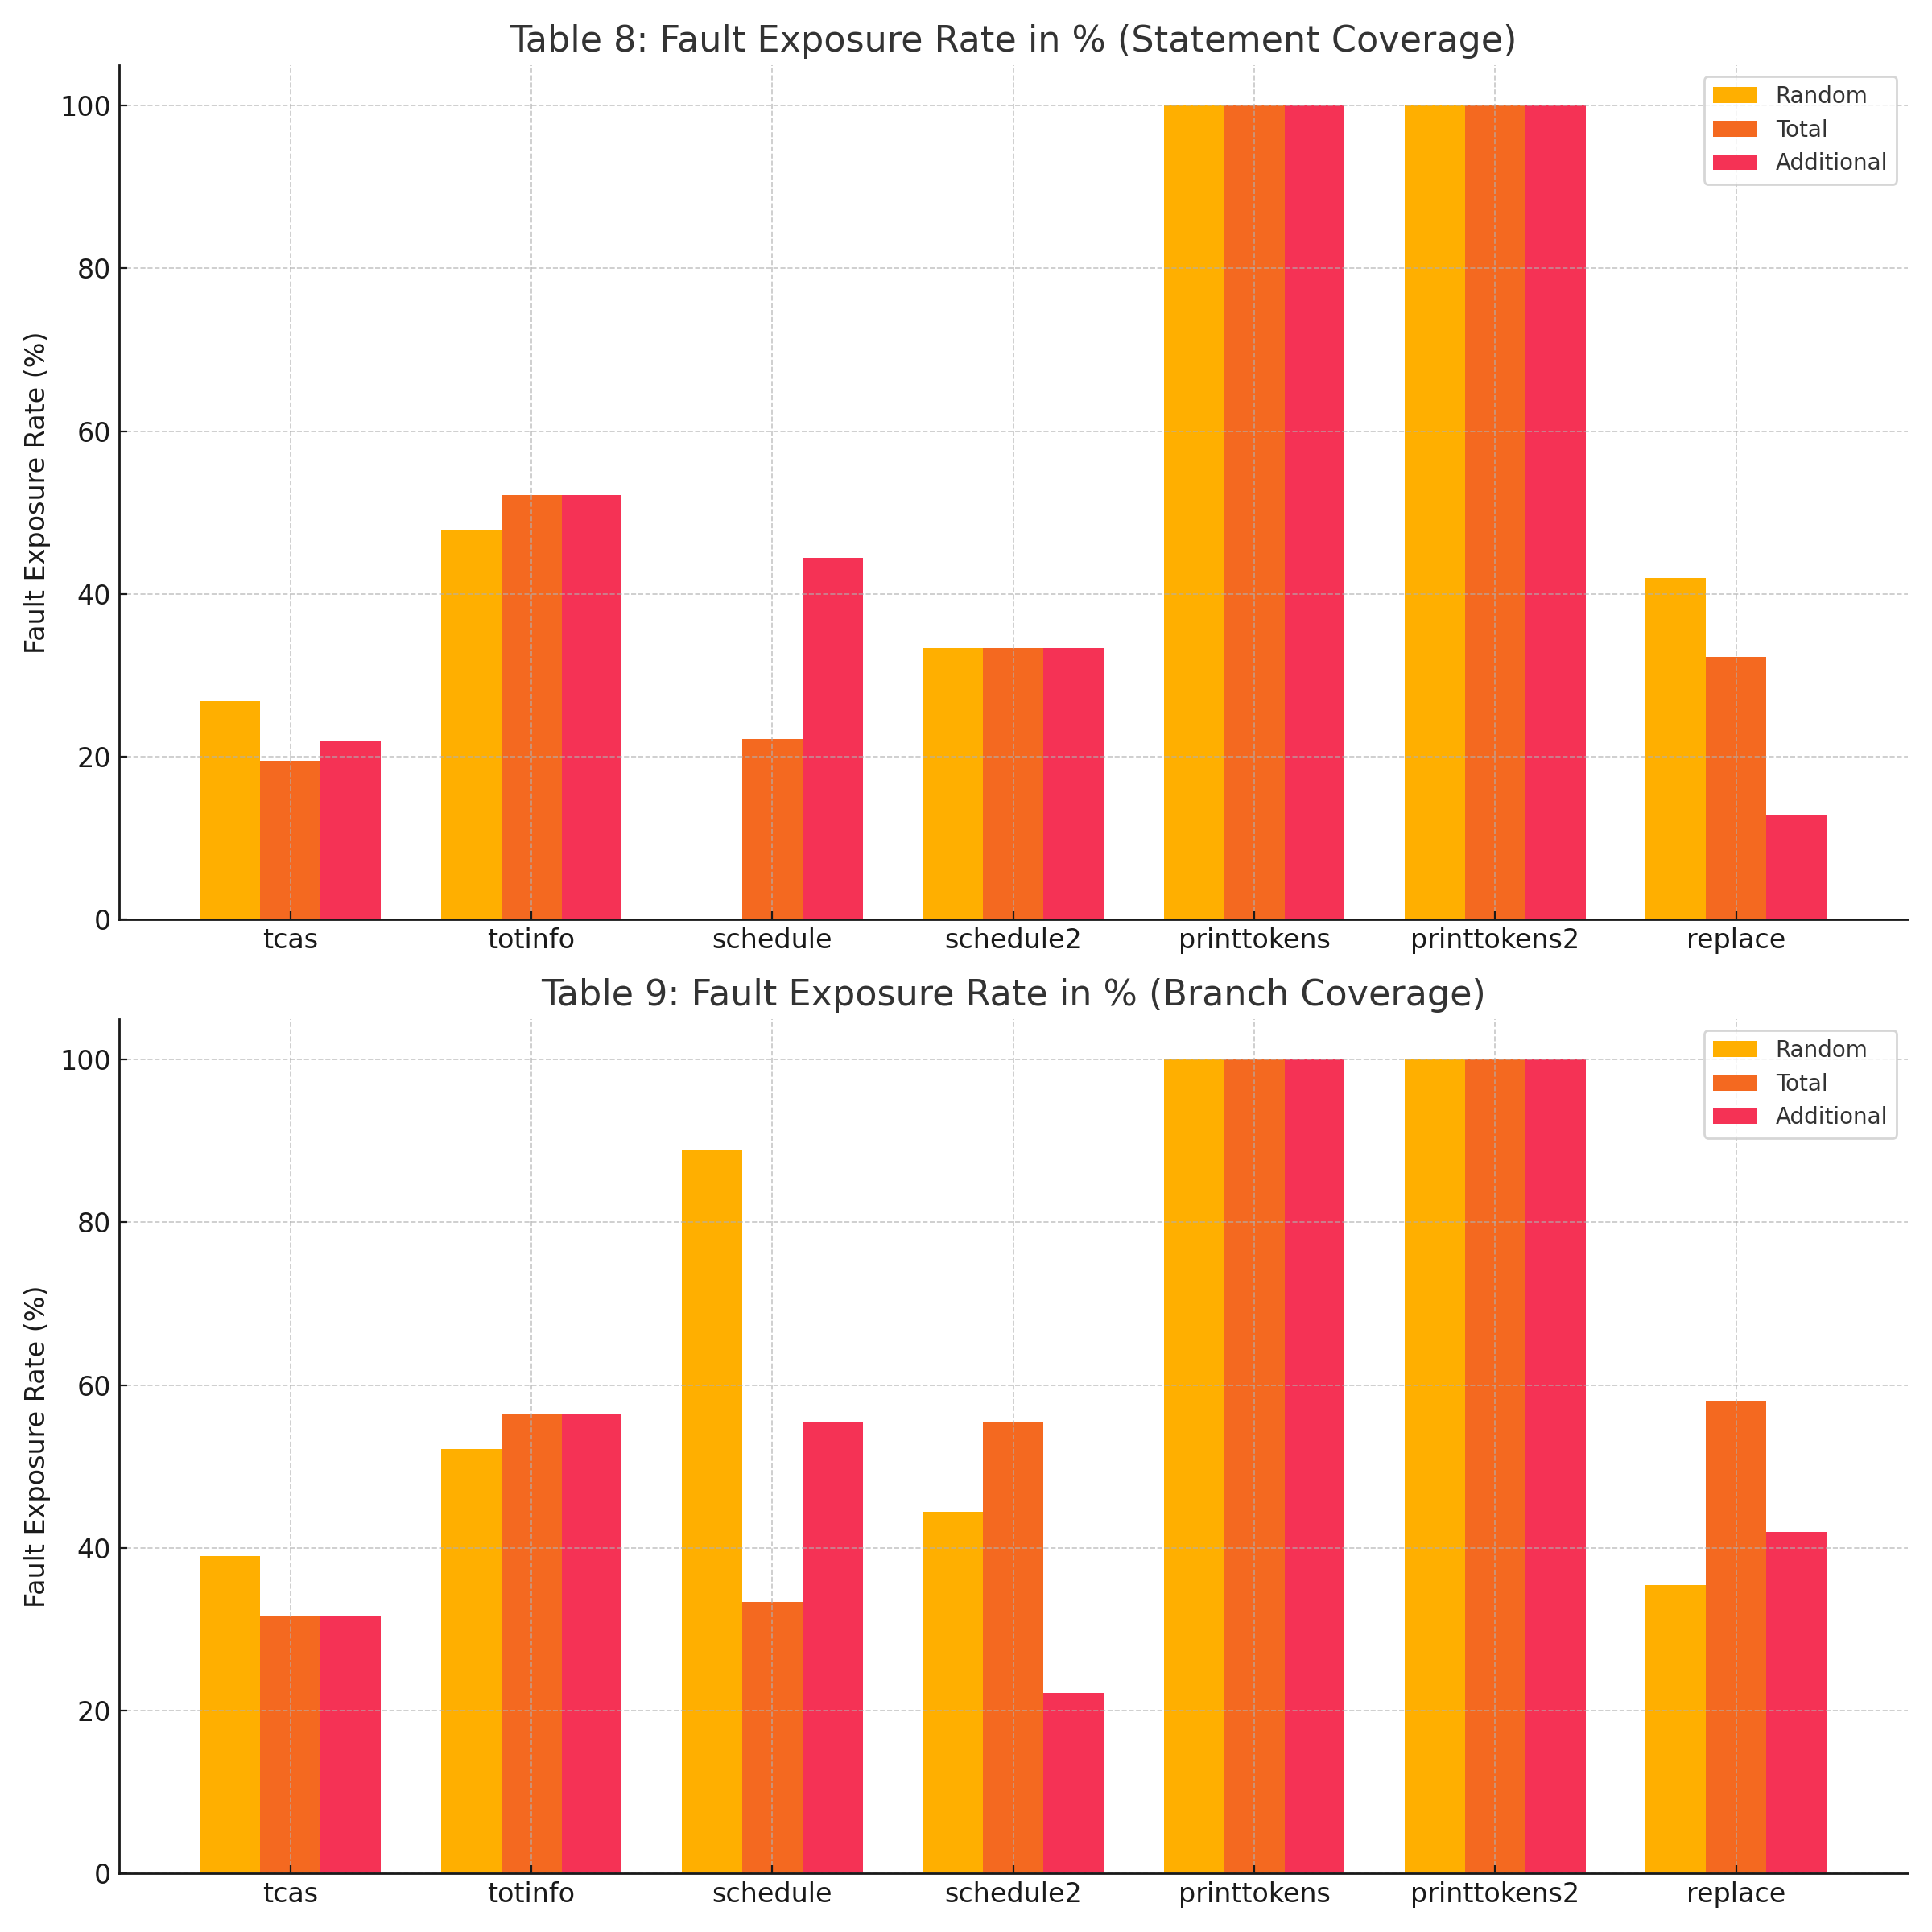 Table 8: Fault Exposure Rate in % (Statement Coverage)
Fault Exposure Rate (%)
100
80
60
40
20
0
Random
Total
Additional
tcas totinfo schedule schedule2 printtokens printtokens2 replace
Table 9: Fault Exposure Rate in % (Branch Coverage)
Fault Exposure Rate (%)
100
80
60
40
20
0
Random
Total
Additional
tcas totinfo schedule schedule2 printtokens printtokens2 replace